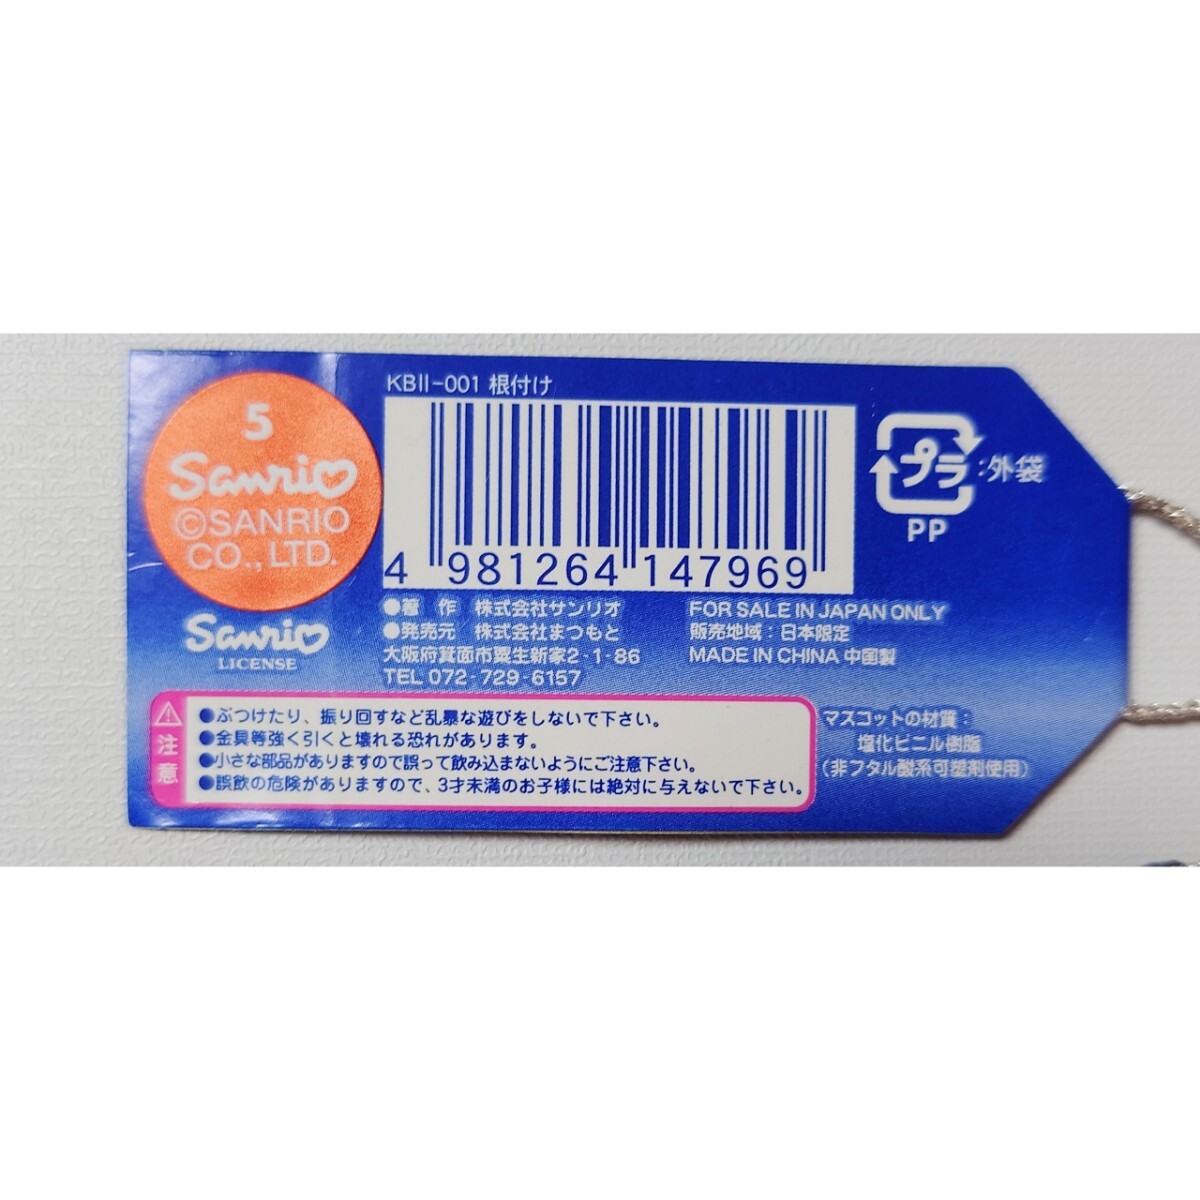 5
Sanrio
©SANRIO
CO., LTD.
Sanrio
LICENSE
KBII-001 根付け
4 981264 147969
プラ :外袋
PP
●著 作 株式会社サンリオ
●発売元 株式会社まつもと
大阪府箕面市粟生新家2-1-86
TEL 072-729-6157
FOR SALE IN JAPAN ONLY
販売地域:日本限定
MADE IN CHINA 中国製
注意
●ぶつけたり、振り回すなど乱暴な遊びをしないで下さい。
●金具等強く引くと壊れる恐れがあります。
●小さな部品がありますので誤って飲み込まないようにご注意下さい。
●誤飲の危険がありますので、3才未満のお子様には絶対に与えないで下さい。
マスコットの材質:
塩化ビニル樹脂
(非フタル酸系可塑剤使用)